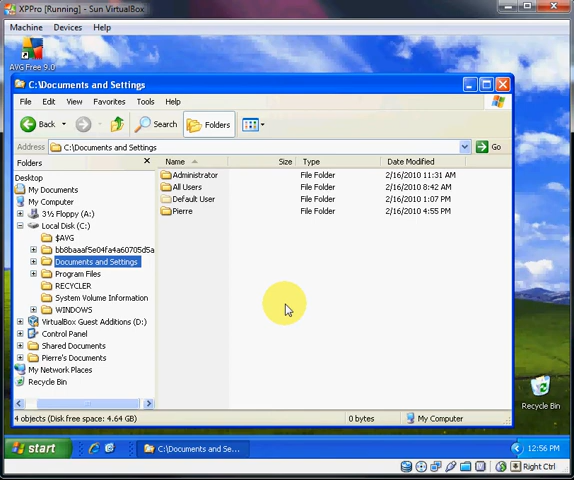 XPPro [Running] - Sun VirtualBox
Machine Devices Help
AVG Free 9.0
C:\Documents and Settings
File Edit View Favorites Tools Help
Back Search Folders
Address C:\Documents and Settings Go
Folders
Name Size Type Date Modified
Desktop
My Documents
My Computer
3½ Floppy (A:)
Local Disk (C:)
$AVG
bb8baaaf5e04fa4a60705d5a
Documents and Settings
Program Files
RECYCLER
System Volume Information
WINDOWS
VirtualBox Guest Additions (D:)
Control Panel
Shared Documents
Pierre's Documents
My Network Places
Recycle Bin
Administrator File Folder 2/16/2010 11:31 AM
All Users File Folder 2/16/2010 8:42 AM
Default User File Folder 2/16/2010 1:07 PM
Pierre File Folder 2/16/2010 4:55 PM
4 objects (Disk free space: 4.64 GB) 0 bytes My Computer
Recycle Bin
start C:\Documents and Se... 12:56 PM
Right Ctrl